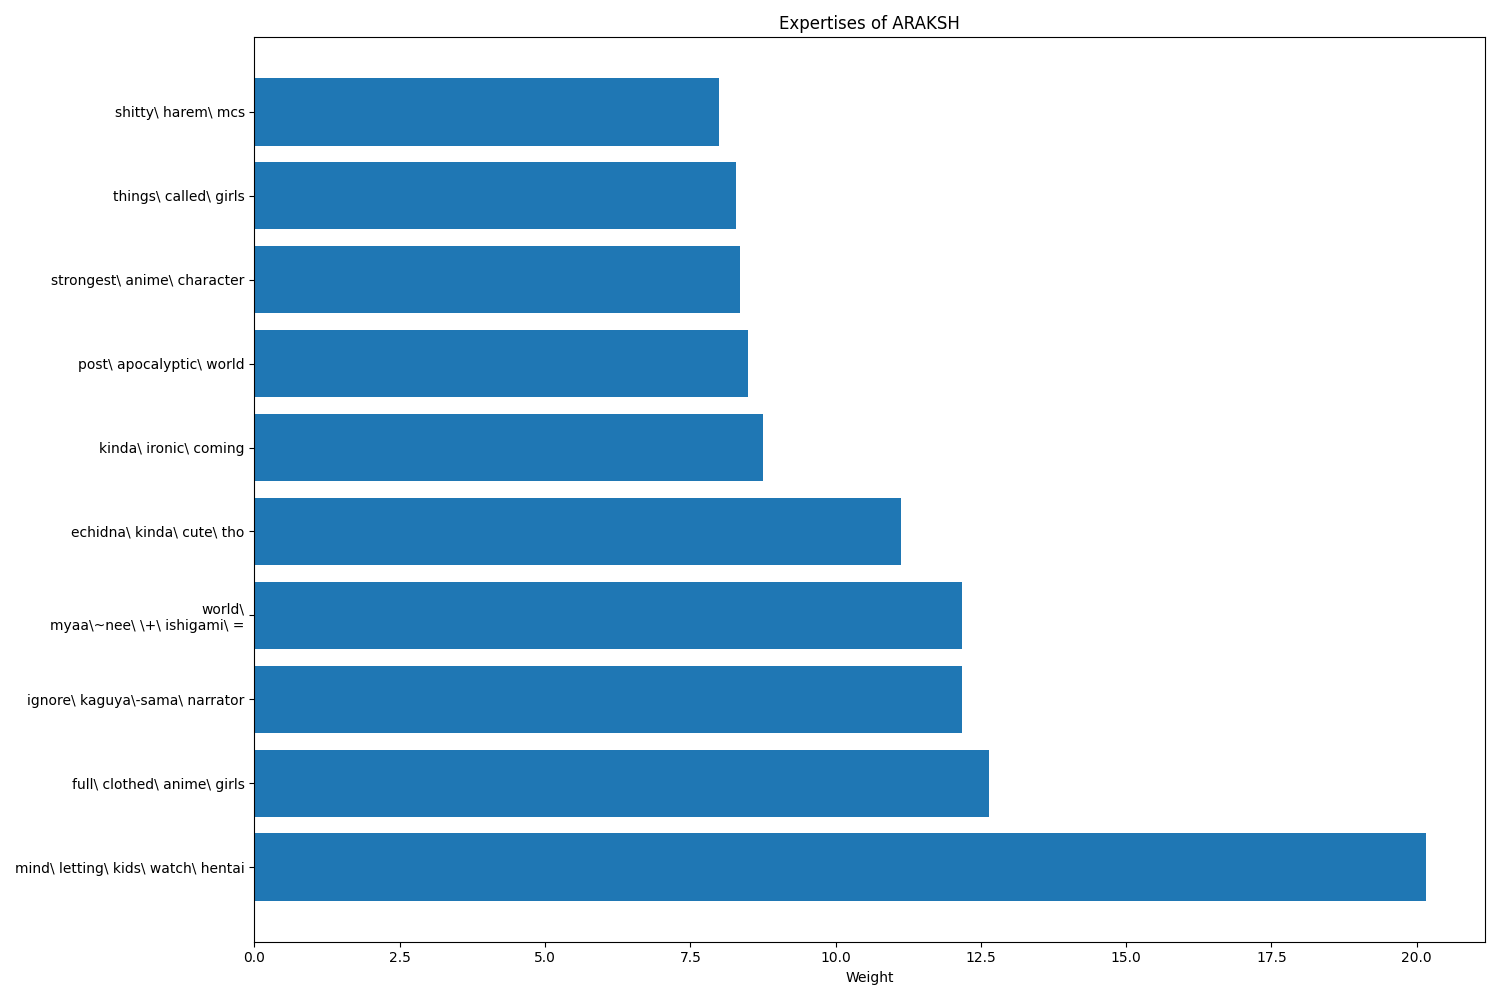 Expertises of ARAKSH
shitty\ harem\ mcs
things\ called\ girls
strongest\ anime\ character
post\ apocalyptic\ world
kinda\ ironic\ coming
echidna\ kinda\ cute\ tho
world\
myaa\~nee\ \+\ ishigami\ =
ignore\ kaguya\-sama\ narrator
full\ clothed\ anime\ girls
mind\ letting\ kids\ watch\ hentai
0.0 2.5 5.0 7.5 10.0 12.5 15.0 17.5 20.0
Weight